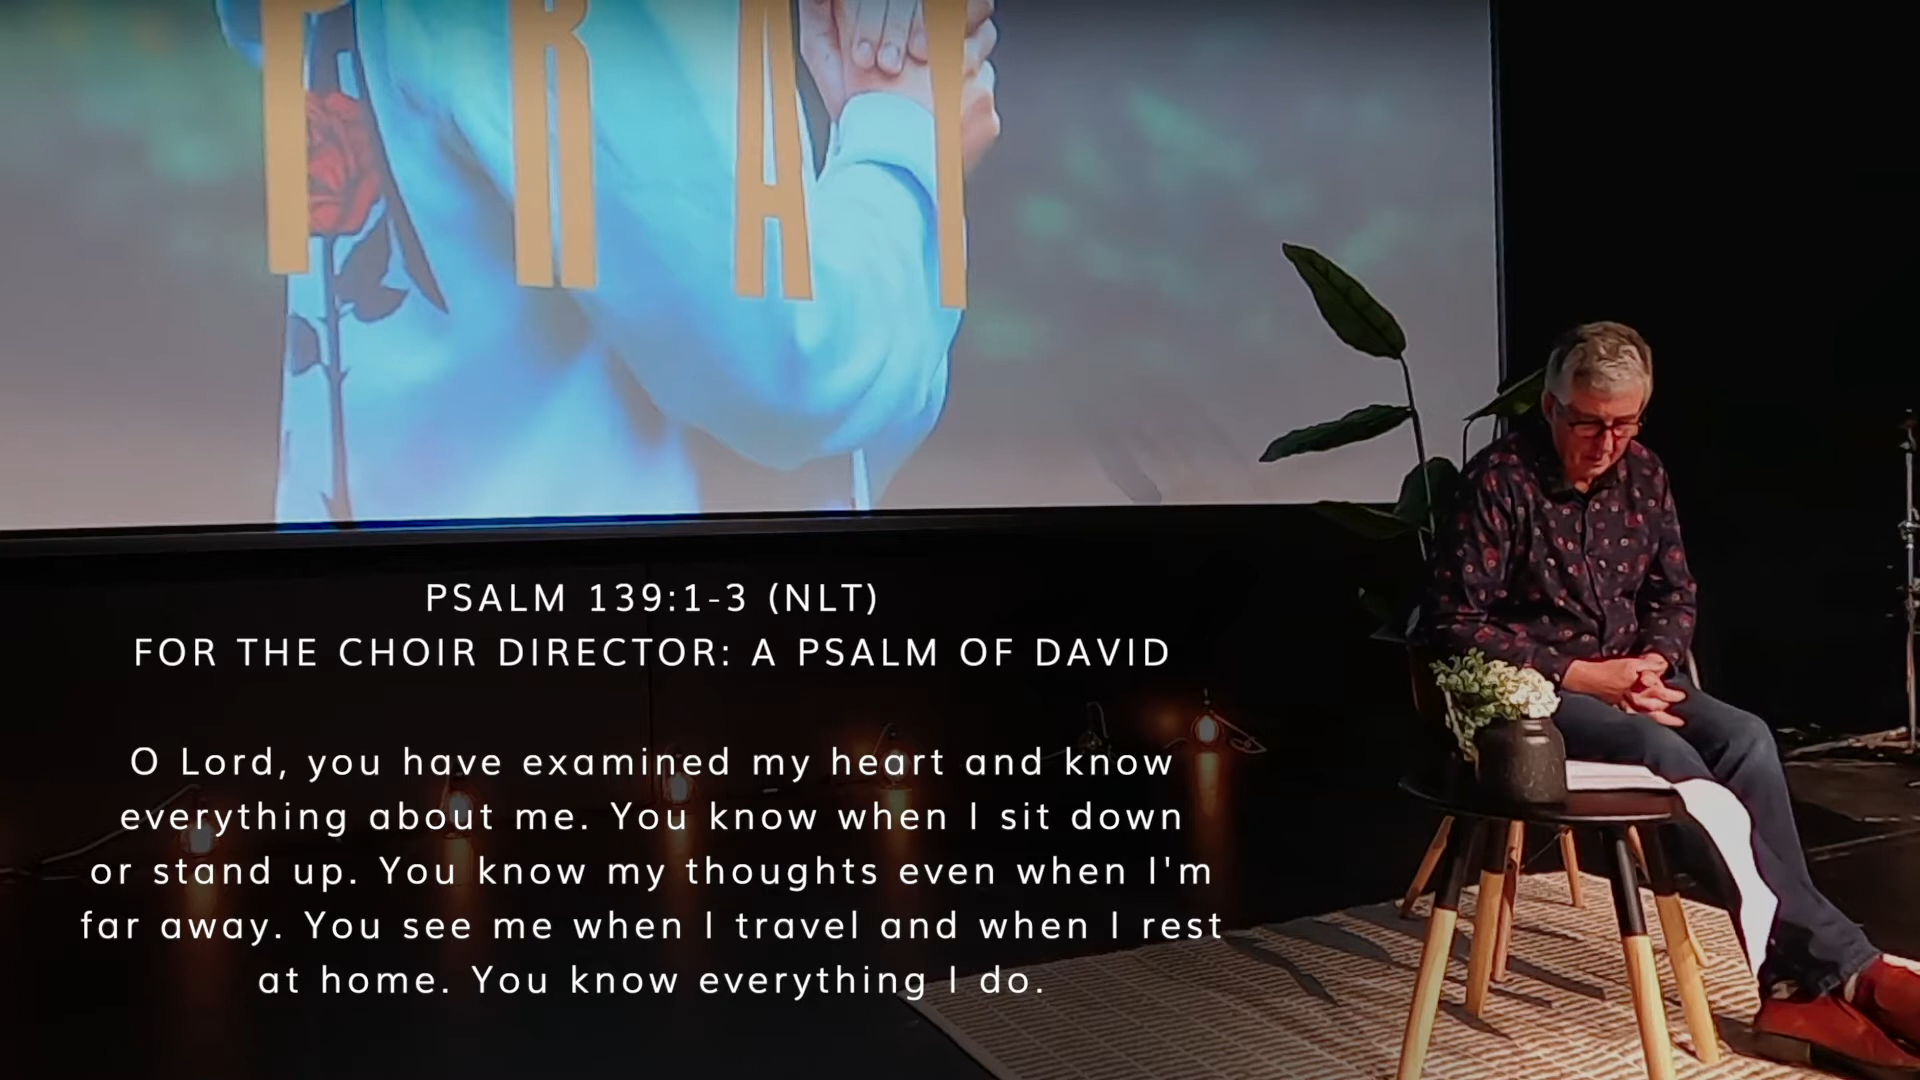 PRAY
PSALM 139:1-3 (NLT)
FOR THE CHOIR DIRECTOR: A PSALM OF DAVID
O Lord, you have examined my heart and know
everything about me. You know when I sit down
or stand up. You know my thoughts even when I'm
far away. You see me when I travel and when I rest
at home. You know everything I do.